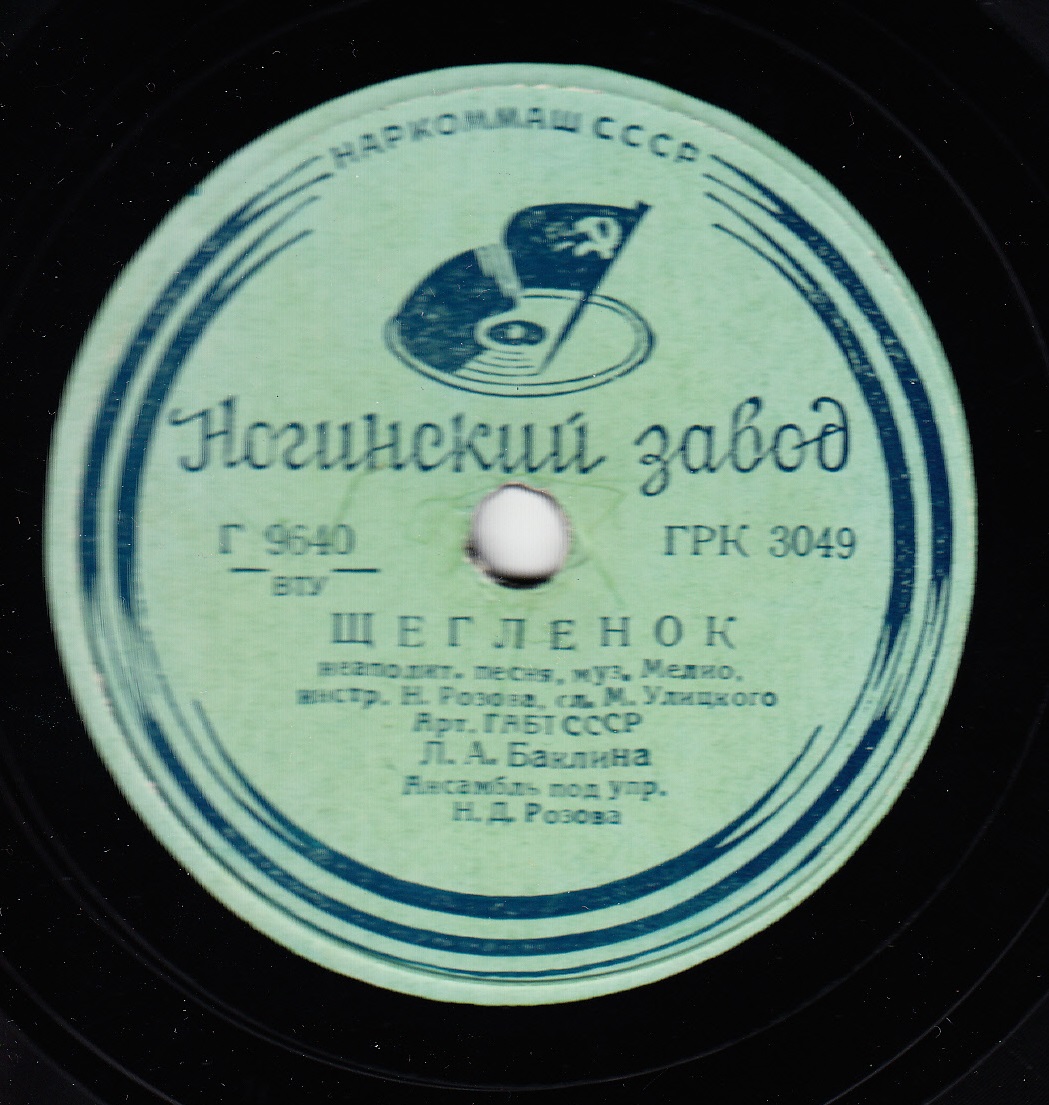 НАРКОММАШ СССР
Ногинский завод
Г 9640 ГРК 3049
ВТУ
ЩЕГЛЕНОК
неаполит. песня, муз. Мелио.
инстр. Н. Розова, сл. М. Улицкого
Арт. ГАБТ СССР
Л. А. Баклина
Ансамбль под упр.
Н. Д. Розова